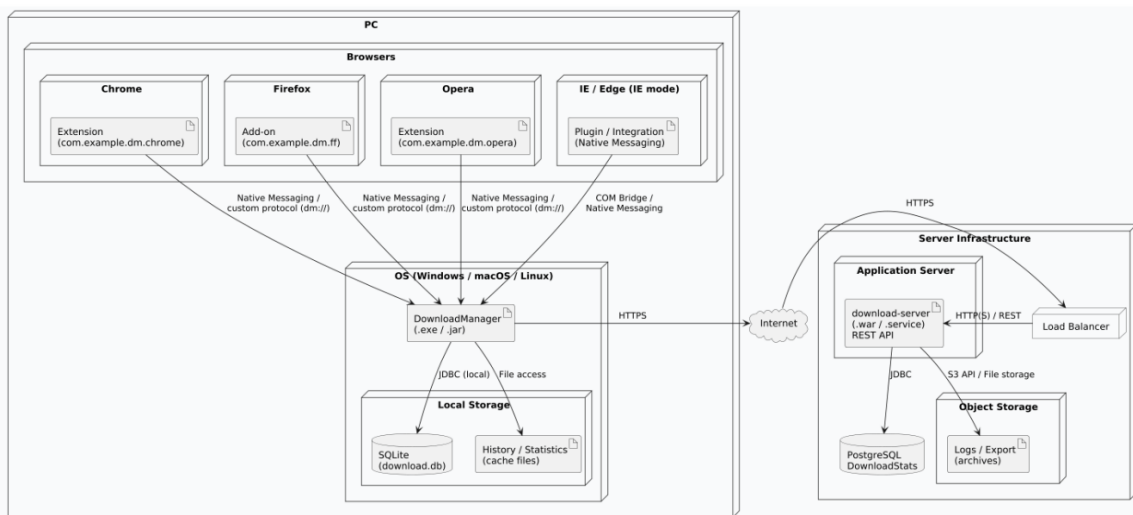 PC
Browsers
Chrome
Extension
(com.example.dm.chrome)
Firefox
Add-on
(com.example.dm.ff)
Opera
Extension
(com.example.dm.opera)
IE / Edge (IE mode)
Plugin / Integration
(Native Messaging)
Native Messaging /
custom protocol (dm://)
Native Messaging /
custom protocol (dm://)
Native Messaging /
custom protocol (dm://)
COM Bridge /
Native Messaging
OS (Windows / macOS / Linux)
DownloadManager
(.exe / .jar)
JDBC (local)
File access
Local Storage
SQLite
(download.db)
History / Statistics
(cache files)
HTTPS
Internet
HTTPS
Server Infrastructure
Application Server
download-server
(.war / .service)
REST API
HTTP(S) / REST
Load Balancer
JDBC
S3 API / File storage
PostgreSQL
DownloadStats
Object Storage
Logs / Export
(archives)